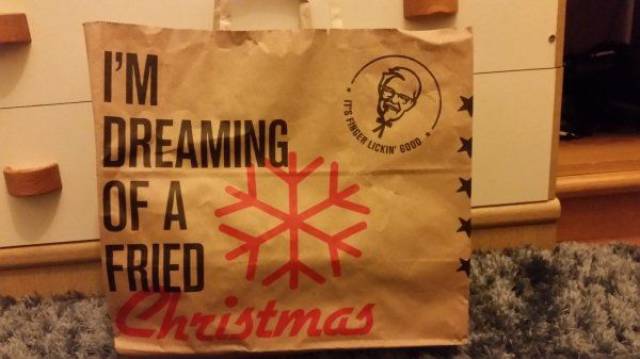 I'M
DREAMING
OF A
FRIED
Christmas
IT'S FINGER LICKIN' GOOD